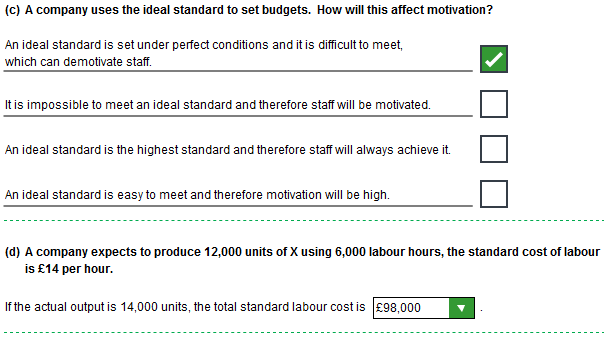 (c) A company uses the ideal standard to set budgets. How will this affect motivation?
An ideal standard is set under perfect conditions and it is difficult to meet,
which can demotivate staff.
It is impossible to meet an ideal standard and therefore staff will be motivated.
An ideal standard is the highest standard and therefore staff will always achieve it.
An ideal standard is easy to meet and therefore motivation will be high.
(d) A company expects to produce 12,000 units of X using 6,000 labour hours, the standard cost of labour
is £14 per hour.
If the actual output is 14,000 units, the total standard labour cost is £98,000 .